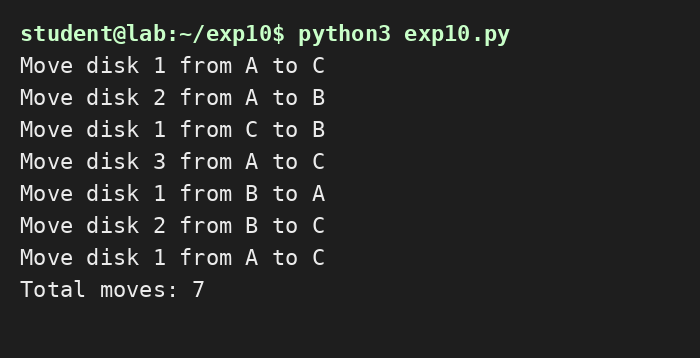 student@lab:~/exp10$ python3 exp10.py
Move disk 1 from A to C
Move disk 2 from A to B
Move disk 1 from C to B
Move disk 3 from A to C
Move disk 1 from B to A
Move disk 2 from B to C
Move disk 1 from A to C
Total moves: 7